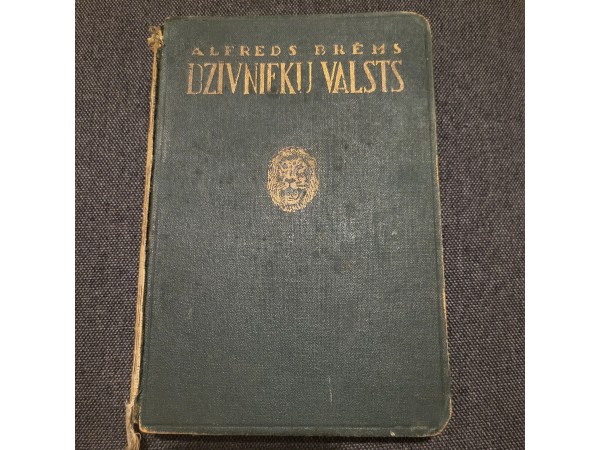 ALFREDS BRĒMS
DZĪVNIEKU VALSTS